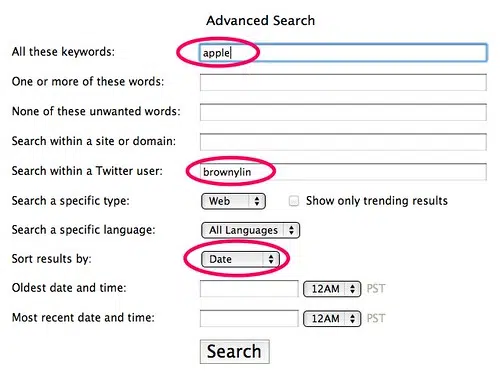 Advanced Search
All these keywords: apple
One or more of these words:
None of these unwanted words:
Search within a site or domain:
Search within a Twitter user: brownylin
Search a specific type: Web Show only trending results
Search a specific language: All Languages
Sort results by: Date
Oldest date and time: 12AM PST
Most recent date and time: 12AM PST
Search